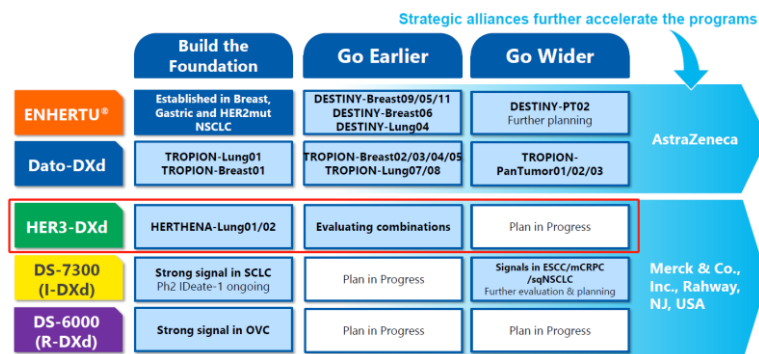 Strategic alliances further accelerate the programs
Build the
Foundation
Go Earlier
Go Wider
ENHERTU®
Established in Breast,
Gastric and HER2mut
NSCLC
DESTINY-Breast09/05/11
DESTINY-Breast06
DESTINY-Lung04
DESTINY-PT02
Further planning
AstraZeneca
Dato-DXd
TROPION-Lung01
TROPION-Breast01
TROPION-Breast02/03/04/05
TROPION-Lung07/08
TROPION-
PanTumor01/02/03
HER3-DXd
HERTHENA-Lung01/02
Evaluating combinations
Plan in Progress
DS-7300
(I-DXd)
Strong signal in SCLC
Ph2 IDeate-1 ongoing
Plan in Progress
Signals in ESCC/mCRPC
/sqNSCLC
Further evaluation & planning
Merck & Co.,
Inc., Rahway,
NJ, USA
DS-6000
(R-DXd)
Strong signal in OVC
Plan in Progress
Plan in Progress